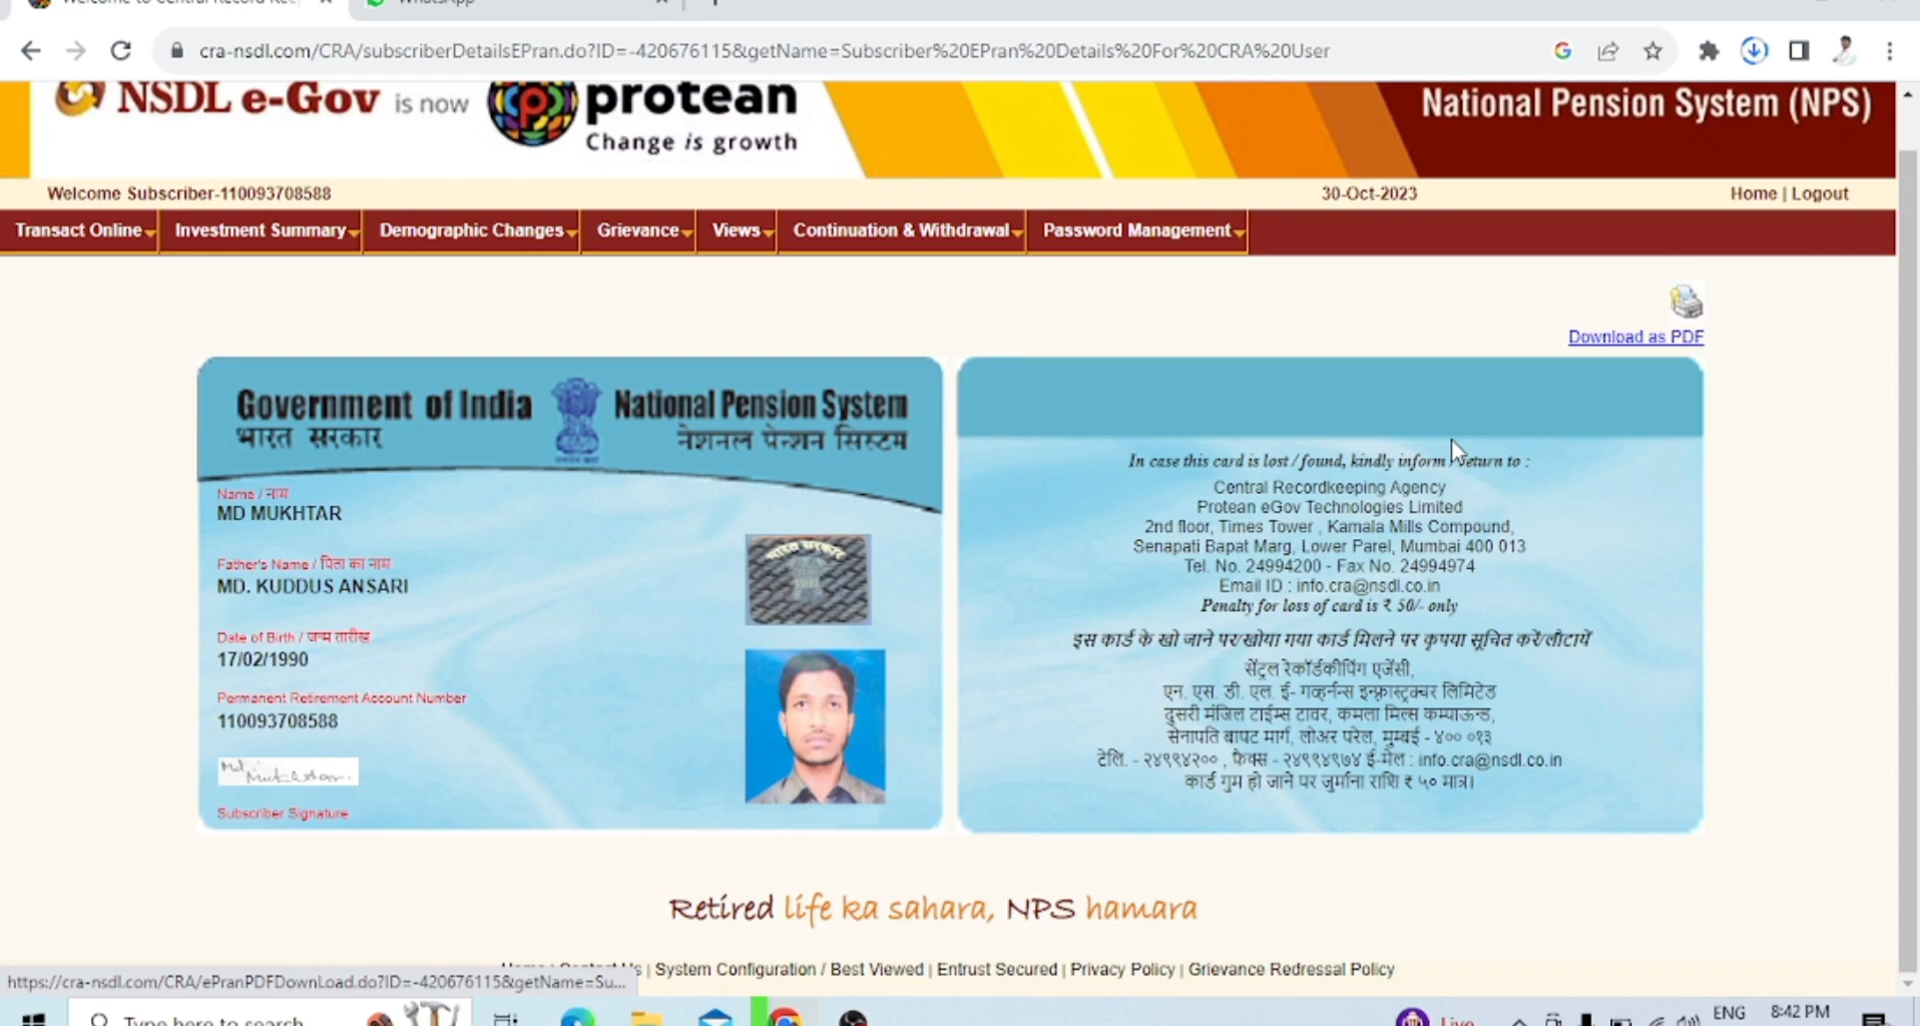 cra-nsdl.com/CRA/subscriberDetailsEPran.do?ID=-420676115&getName=Subscriber%20EPran%20Details%20For%20CRA%20User
NSDL e-Gov is now protean
Change is growth
National Pension System (NPS)
Welcome Subscriber-110093708588
30-Oct-2023
Home | Logout
Transact Online
Investment Summary
Demographic Changes
Grievance
Views
Continuation & Withdrawal
Password Management
Download as PDF
Government of India
भारत सरकार
National Pension System
नेशनल पेन्शन सिस्टम
Name / नाम
MD MUKHTAR
Father's Name / पिता का नाम
MD. KUDDUS ANSARI
Date of Birth / जन्म तारीख
17/02/1990
Permanent Retirement Account Number
110093708588
Subscriber Signature
भारत सरकार
In case this card is lost / found, kindly inform / return to :
Central Recordkeeping Agency
Protean eGov Technologies Limited
2nd floor, Times Tower , Kamala Mills Compound,
Senapati Bapat Marg, Lower Parel, Mumbai 400 013
Tel. No. 24994200 - Fax No. 24994974
Email ID : info.cra@nsdl.co.in
Penalty for loss of card is ₹ 50/- only
इस कार्ड के खो जाने पर/खोया गया कार्ड मिलने पर कृपया सूचित करें/लौटायें
सेंट्रल रेकॉर्डकीपिंग एजेंसी,
एन. एस. डी. एल. ई- गव्हर्नन्स इन्फ्रास्ट्रक्चर लिमिटेड
दुसरी मंजिल टाईम्स टावर, कमला मिल्स कम्पाऊन्ड,
सेनापति बापट मार्ग, लोअर परेल, मुम्बई - ४०० ०१३
टेलि. - २४९९४२०० , फैक्स - २४९९४९७४ ई-मेल : info.cra@nsdl.co.in
कार्ड गुम हो जाने पर जुर्माना राशि ₹ ५० मात्र।
Retired life ka sahara, NPS hamara
| System Configuration / Best Viewed | Entrust Secured | Privacy Policy | Grievance Redressal Policy
https://cra-nsdl.com/CRA/ePranPDFDownLoad.do?ID=-420676115&getName=Su...
Type here to search
Live
ENG
8:42 PM